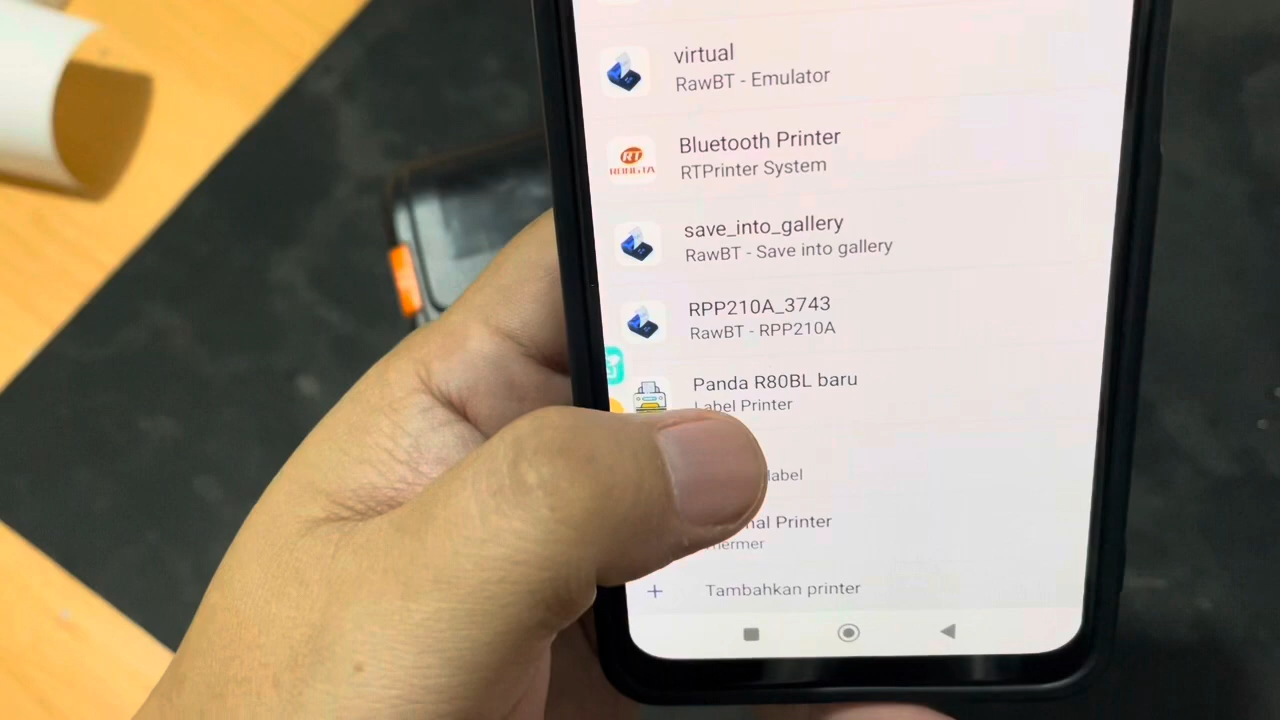 virtual
RawBT - Emulator
Bluetooth Printer
RT
RONGTA
RTPrinter System
save_into_gallery
RawBT - Save into gallery
RPP210A_3743
RawBT - RPP210A
Panda R80BL baru
Label Printer
label
Printer
Tambahkan printer